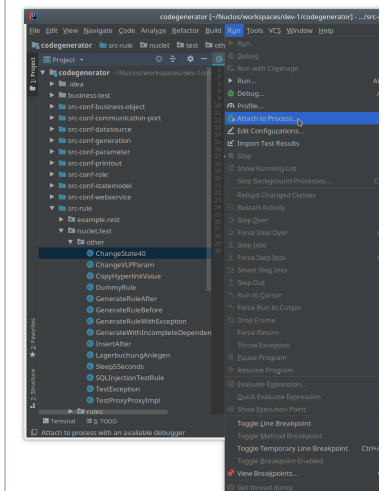 codegenerator [~/Nuclos/workspaces/dev-1/codegenerator] - .../src-
File Edit View Navigate Code Analyze Refactor Build Run Tools VCS Window Help
codegenerator src-rule nuclet test oth
1: Project
Project
codegenerator ~/Nuclos/workspaces/dev-1/co
.idea
business-test
src-conf-business-object
src-conf-communication-port
src-conf-datasource
src-conf-generation
src-conf-parameter
src-conf-printout
src-conf-role
src-conf-statemodel
src-conf-webservice
src-rule
example.rest
nuclet.test
other
ChangeState40
ChangeVLPParam
CopyHyperlinkValue
DummyRule
GenerateRuleAfter
GenerateRuleBefore
GenerateRuleWithException
GenerateWithIncompleteDependen
InsertAfter
LagerbuchungAnlegen
Sleep5Seconds
SQLInjectionTestRule
TestException
TestProxyProxyImpl
rules
2: Favorites
2: Structure
Terminal 6: TODO
Attach to process with an available debugger
Run
Debug
Run with Coverage
Run...
Debug...
Profile...
Attach to Process...
Edit Configurations...
Import Test Results
Stop
Show Running List
Stop Background Processes...
Reload Changed Classes
Restart Activity
Step Over
Force Step Over
Step Into
Force Step Into
Smart Step Into
Step Out
Run to Cursor
Force Run to Cursor
Drop Frame
Force Return
Throw Exception
Pause Program
Resume Program
Evaluate Expression...
Quick Evaluate Expression
Show Execution Point
Toggle Line Breakpoint
Toggle Method Breakpoint
Toggle Temporary Line Breakpoint Ctrl+A
Toggle Breakpoint Enabled
View Breakpoints...
Get thread dump